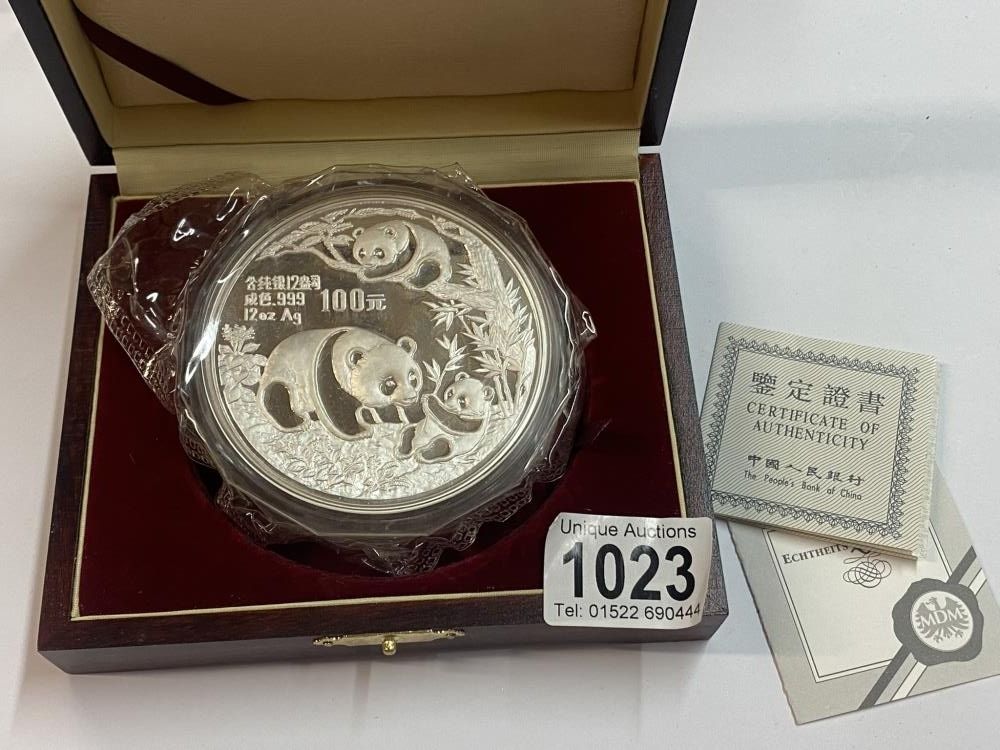 含纯银12盎司
成色.999
12oz Ag
100元
Unique Auctions
1023
Tel: 01522 690444
鑒定證書
CERTIFICATE OF
AUTHENTICITY
中國人民銀行
The People's Bank of China
MDM